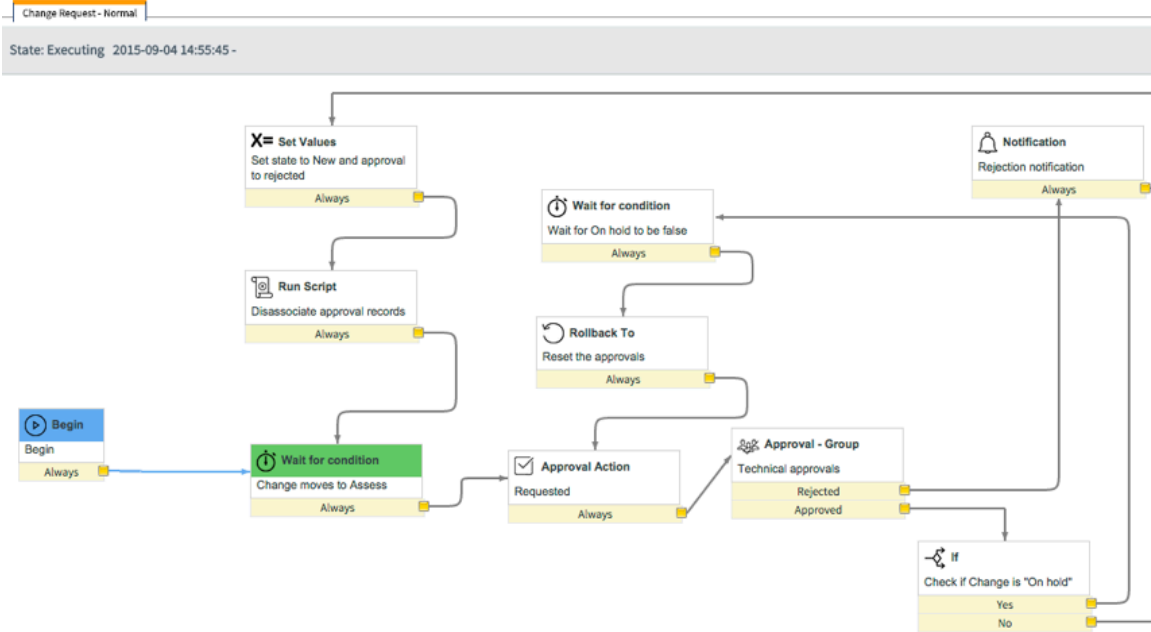 Change Request - Normal
State: Executing 2015-09-04 14:55:45 -
X= Set Values
Set state to New and approval
to rejected
Always
Notification
Rejection notification
Always
Wait for condition
Wait for On hold to be false
Always
Run Script
Disassociate approval records
Always
Rollback To
Reset the approvals
Always
Begin
Begin
Always
Wait for condition
Change moves to Assess
Always
Approval Action
Requested
Always
Approval - Group
Technical approvals
Rejected
Approved
If
Check if Change is "On hold"
Yes
No